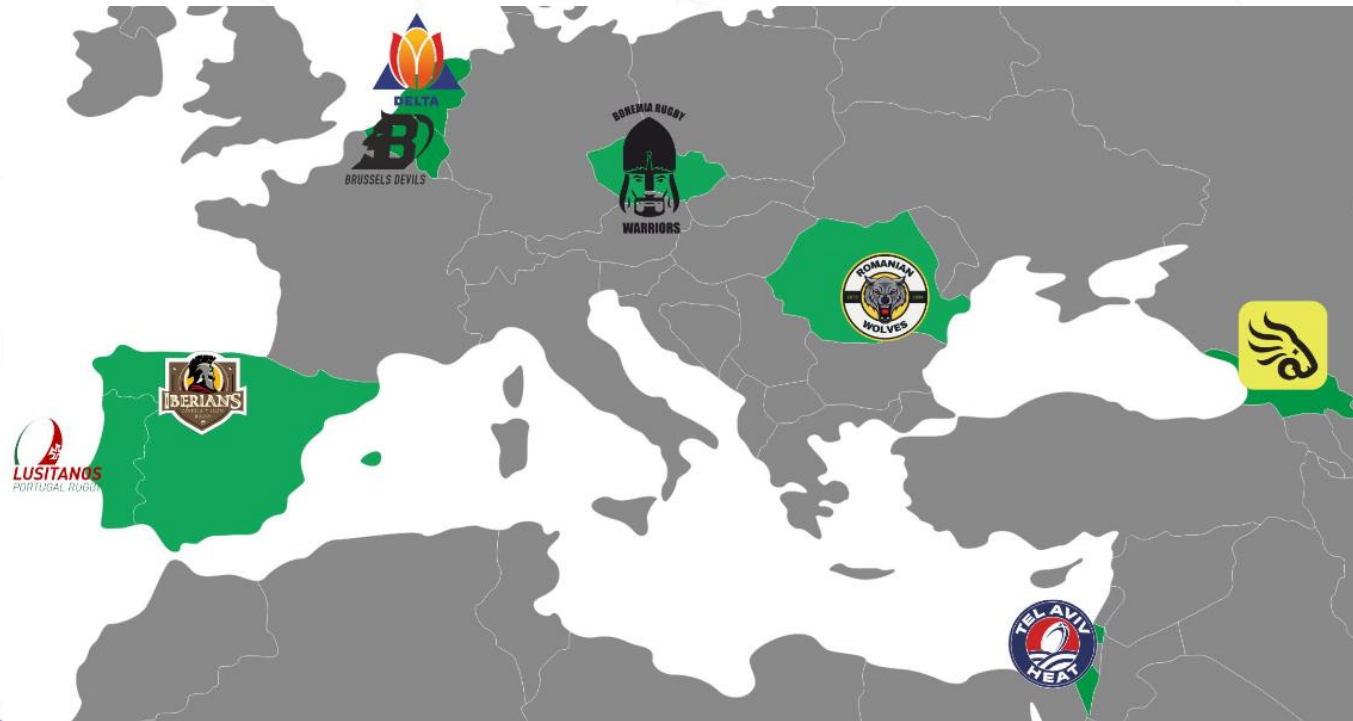 DELTA
B
BRUSSELS DEVILS
BOHEMIA RUGBY
WARRIORS
ROMANIAN
WOLVES
IBERIANS
LUSITANOS
PORTUGAL RUGBY
TEL AVIV
HEAT